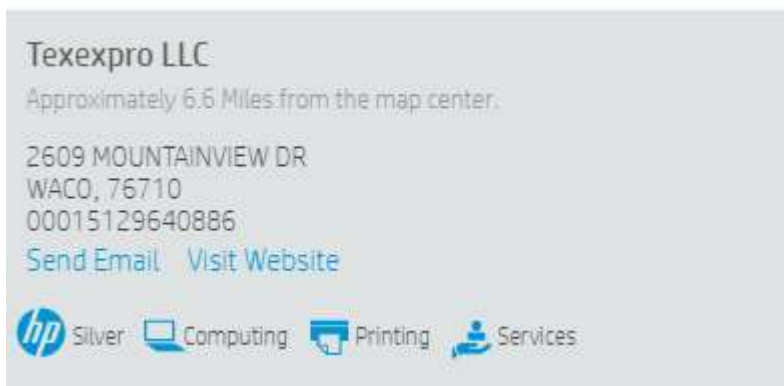 Texexpro LLC
Approximately 6.6 Miles from the map center.
2609 MOUNTAINVIEW DR
WACO, 76710
00015129640886
Send Email Visit Website
hp Silver Computing Printing Services